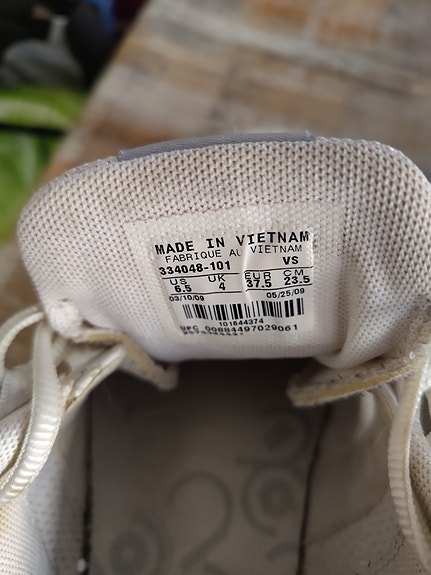 MADE IN VIETNAM
FABRIQUE AU VIETNAM
334048-101 VS
US UK EUR CM
6.5 4 37.5 23.5
03/10/09 05/25/09
101644374
UPC 00884497029061